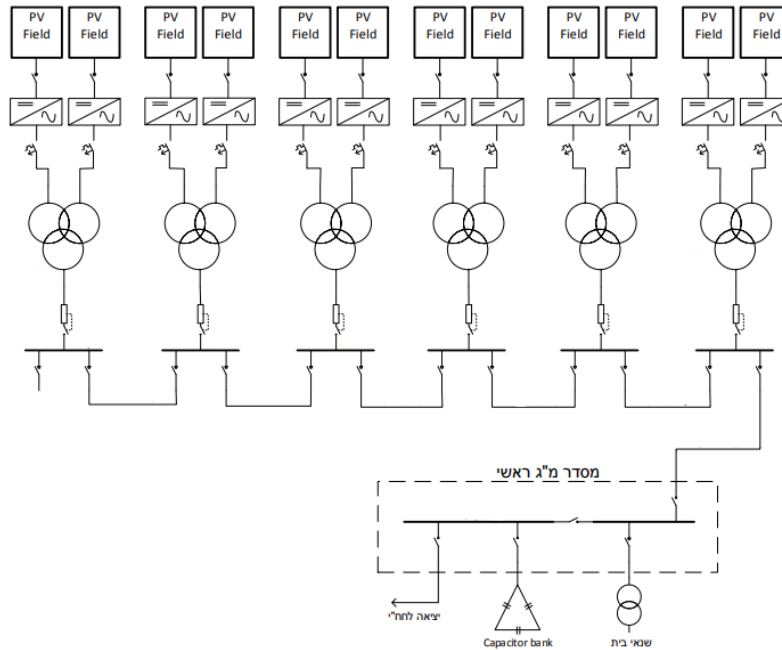 PV
Field
PV
Field
PV
Field
PV
Field
PV
Field
PV
Field
PV
Field
PV
Field
PV
Field
PV
Field
PV
Field
PV
Field
מסדר מ"ג ראשי
יציאה לחח"י
Capacitor bank
שנאי בית